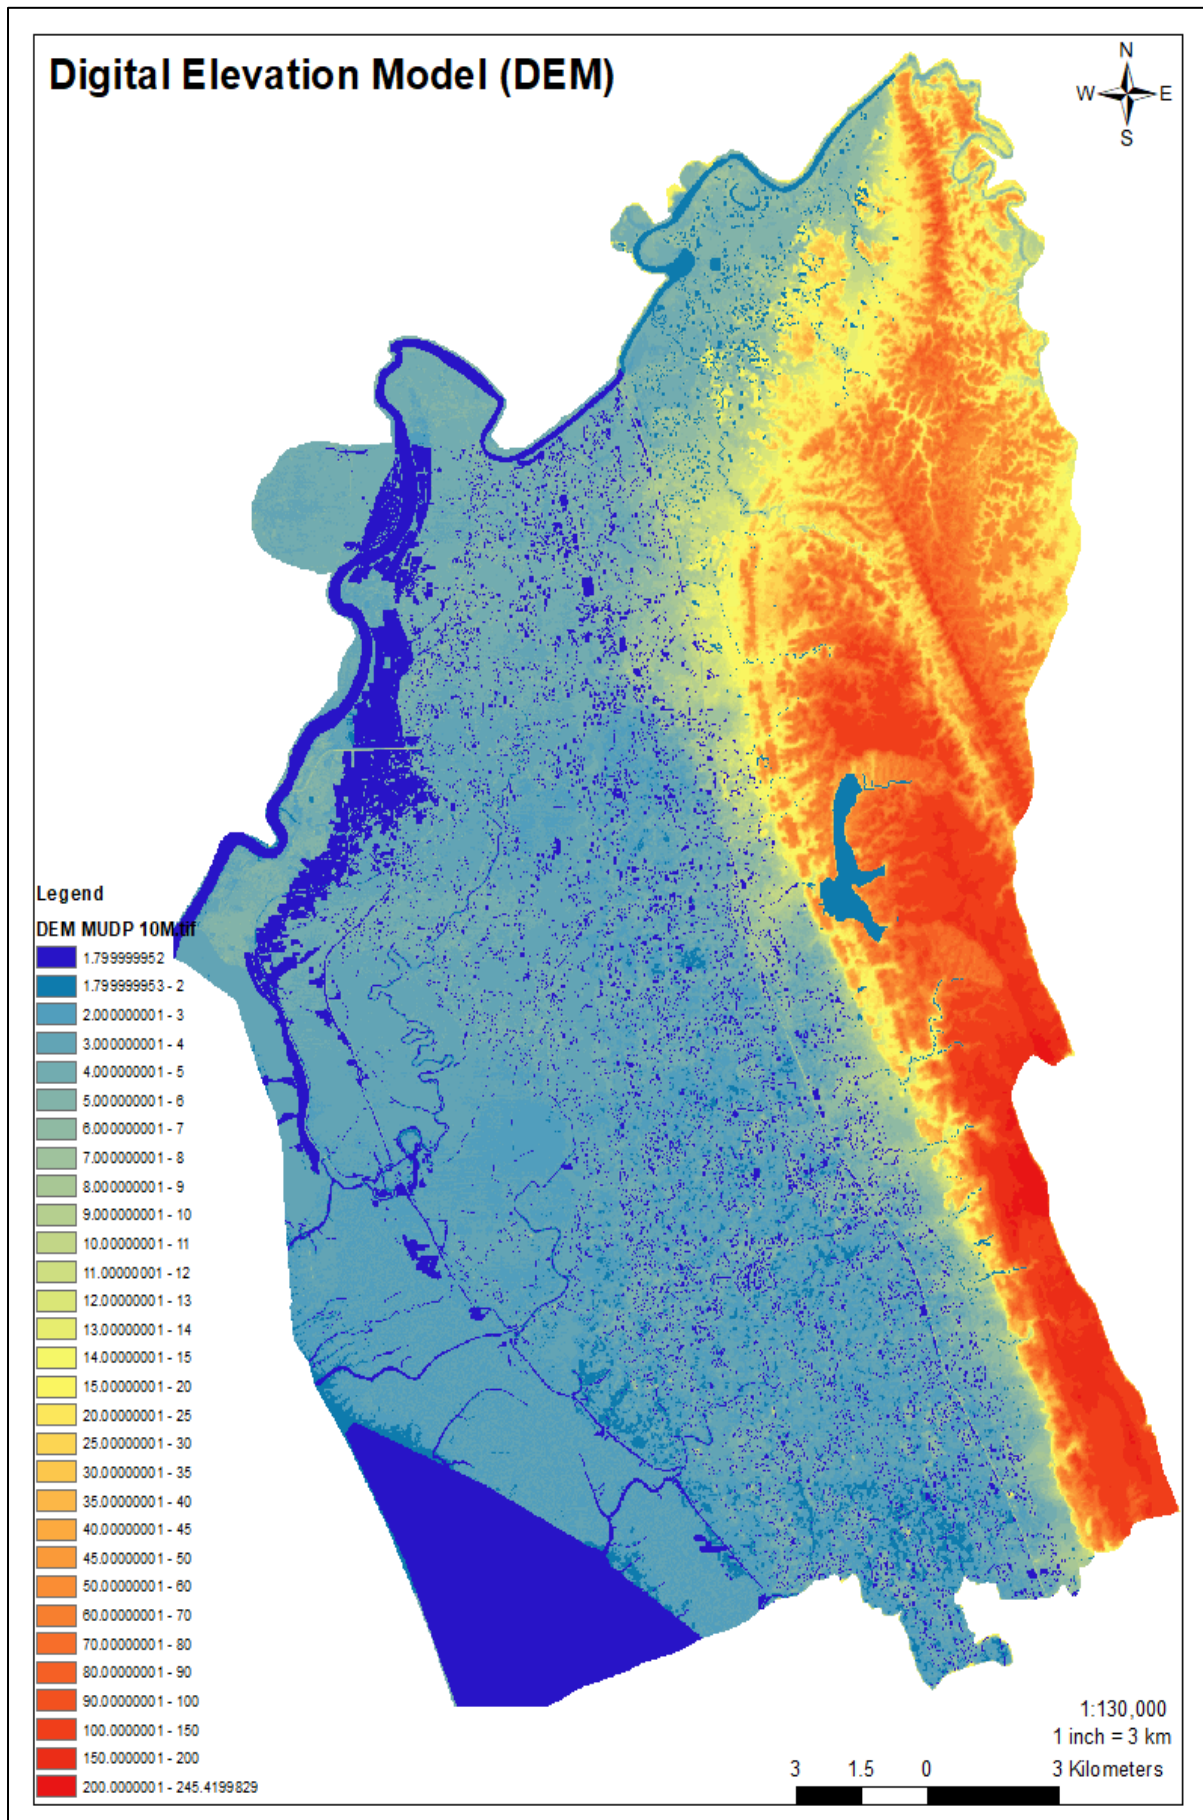 Digital Elevation Model (DEM)
N
W E
S
Legend
DEM MUDP 10M.tif
1.799999952
1.799999953 - 2
2.000000001 - 3
3.000000001 - 4
4.000000001 - 5
5.000000001 - 6
6.000000001 - 7
7.000000001 - 8
8.000000001 - 9
9.000000001 - 10
10.00000001 - 11
11.00000001 - 12
12.00000001 - 13
13.00000001 - 14
14.00000001 - 15
15.00000001 - 20
20.00000001 - 25
25.00000001 - 30
30.00000001 - 35
35.00000001 - 40
40.00000001 - 45
45.00000001 - 50
50.00000001 - 60
60.00000001 - 70
70.00000001 - 80
80.00000001 - 90
90.00000001 - 100
100.0000001 - 150
150.0000001 - 200
200.0000001 - 245.4199829
1:130,000
1 inch = 3 km
3 1.5 0 3 Kilometers